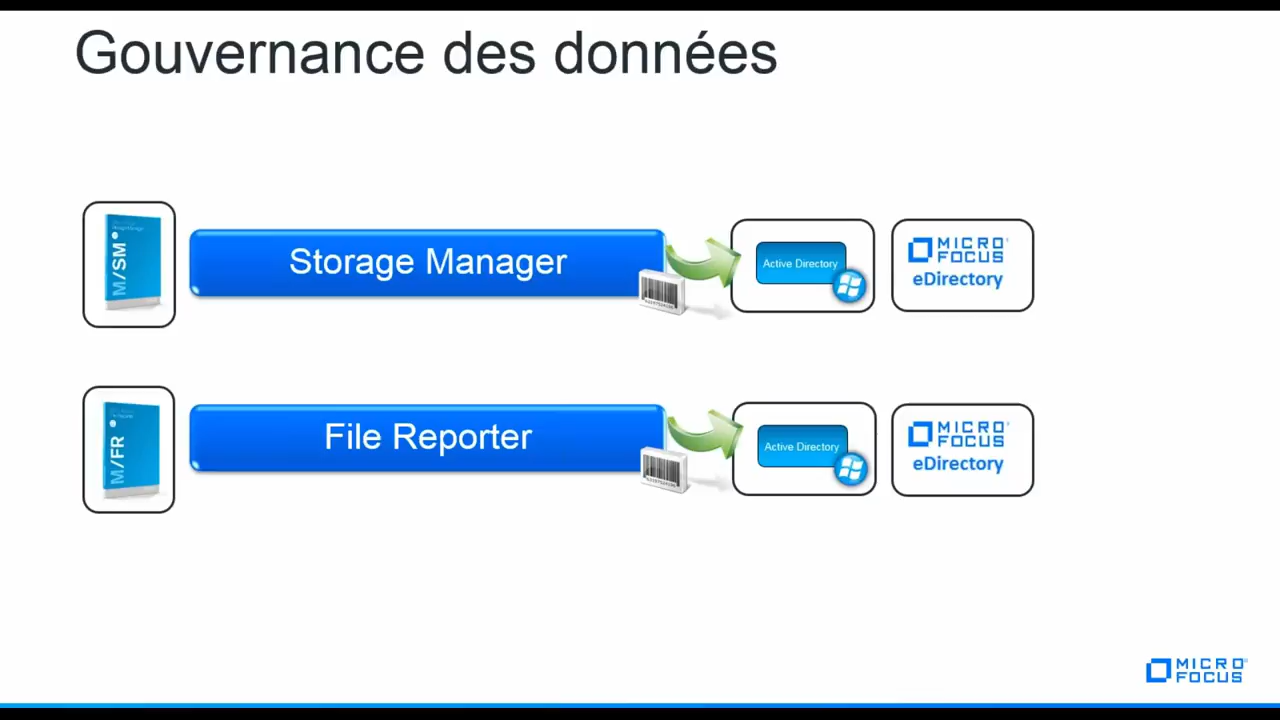 Gouvernance des données
M/SM
Storage Manager
Active Directory
MICRO
FOCUS
eDirectory
M/FR
File Reporter
Active Directory
MICRO
FOCUS
eDirectory
MICRO
FOCUS